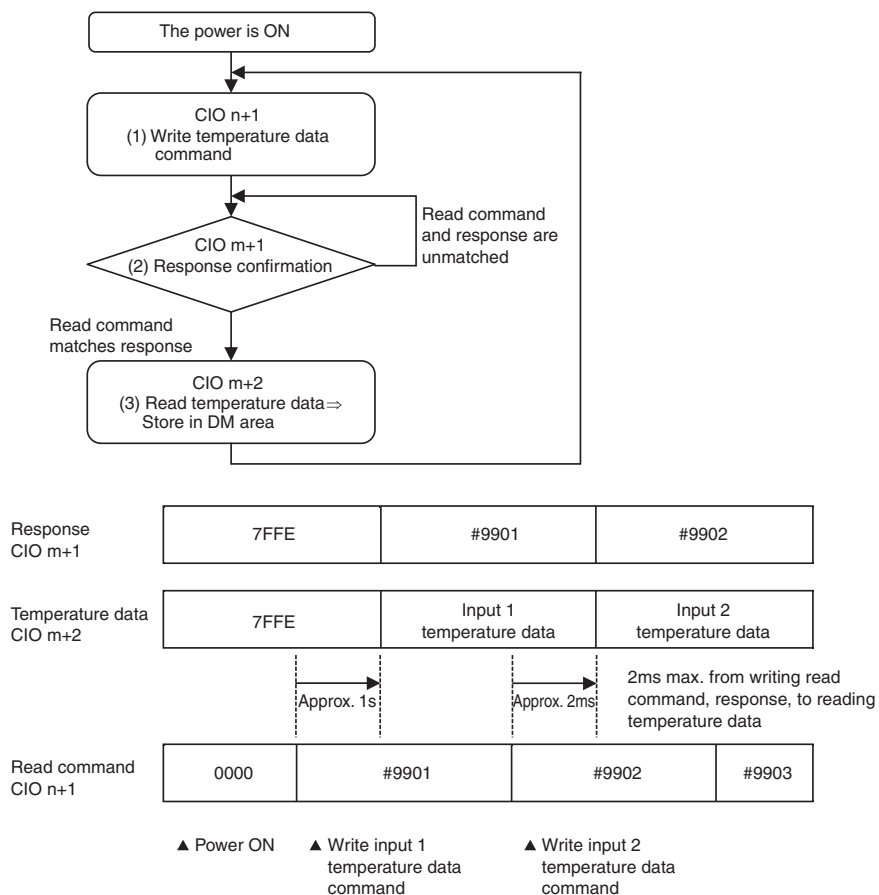 The power is ON
CIO n+1
(1) Write temperature data
command
CIO m+1
(2) Response confirmation
Read command
and response are
unmatched
Read command
matches response
CIO m+2
(3) Read temperature data⇒
Store in DM area
Response
CIO m+1
7FFE
#9901
#9902
Temperature data
CIO m+2
7FFE
Input 1
temperature data
Input 2
temperature data
Approx. 1s
Approx. 2ms
2ms max. from writing read
command, response, to reading
temperature data
Read command
CIO n+1
0000
#9901
#9902
#9903
▲ Power ON
▲ Write input 1
temperature data
command
▲ Write input 2
temperature data
command